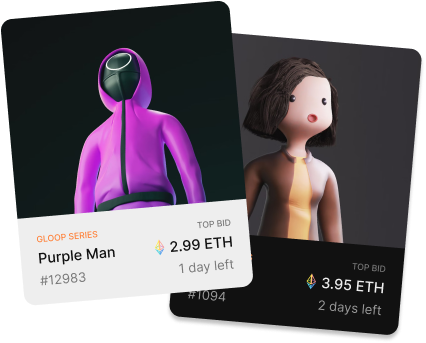 GLOOP SERIES
Purple Man
#12983
TOP BID
2.99 ETH
1 day left
#1094
TOP BID
3.95 ETH
2 days left